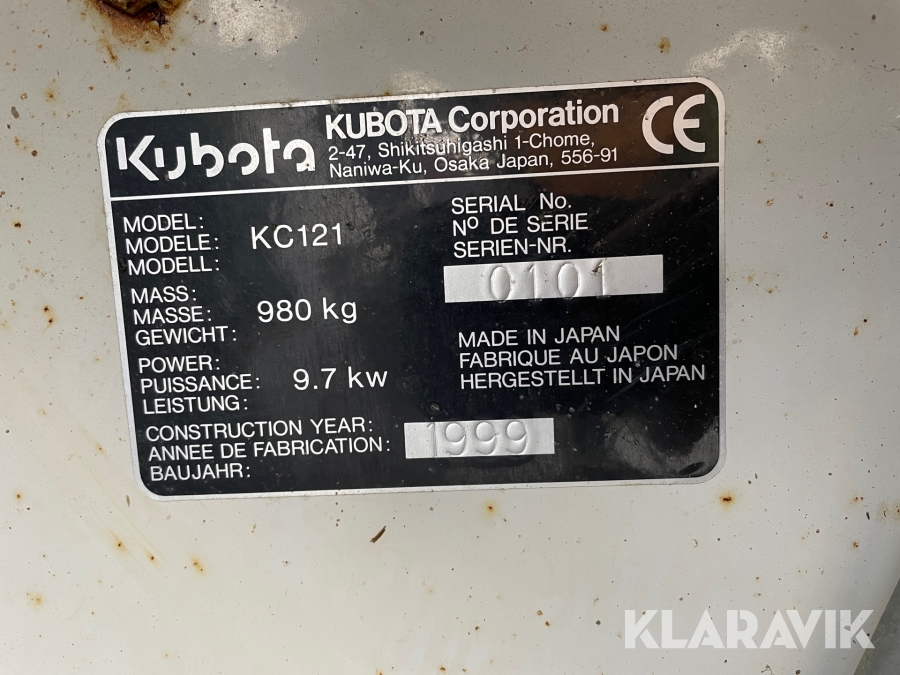 Kubota
KUBOTA Corporation
2-47, Shikitsuhigashi 1-Chome,
Naniwa-Ku, Osaka Japan, 556-91
CE
MODEL:
MODELE: KC121
MODELL:
SERIAL No.
Nº DE SERIE
SERIEN-NR.
0101
MASS:
MASSE: 980 kg
GEWICHT:
POWER:
PUISSANCE: 9.7 kw
LEISTUNG:
MADE IN JAPAN
FABRIQUE AU JAPON
HERGESTELLT IN JAPAN
CONSTRUCTION YEAR:
ANNEE DE FABRICATION: 1999
BAUJAHR:
KLARAVIK